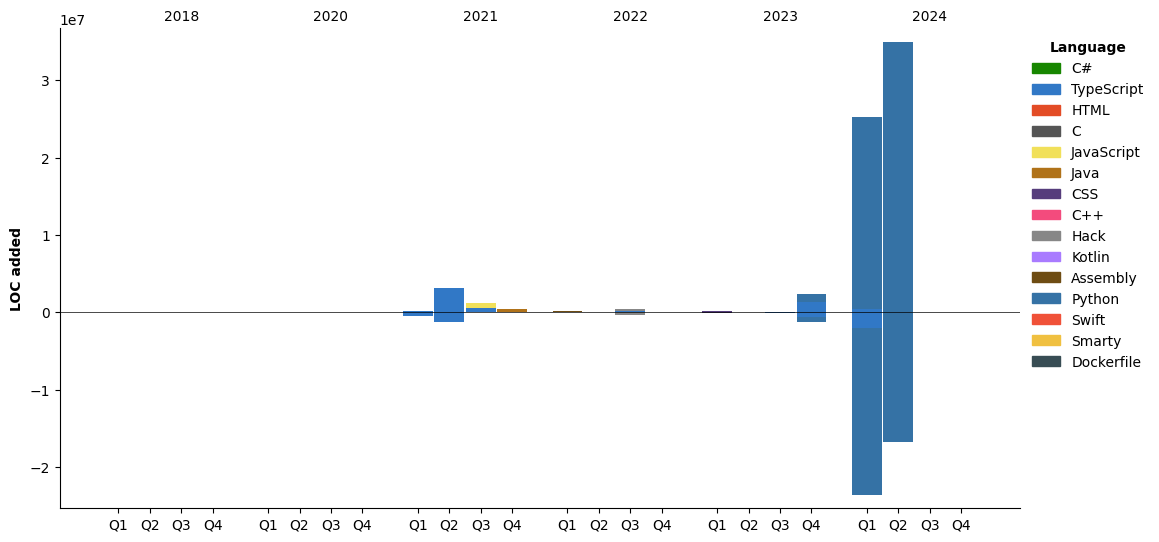 1e7
2018 2020 2021 2022 2023 2024
LOC added
3
2
1
0
−1
−2
Q1 Q2 Q3 Q4 Q1 Q2 Q3 Q4 Q1 Q2 Q3 Q4 Q1 Q2 Q3 Q4 Q1 Q2 Q3 Q4 Q1 Q2 Q3 Q4
Language
C#
TypeScript
HTML
C
JavaScript
Java
CSS
C++
Hack
Kotlin
Assembly
Python
Swift
Smarty
Dockerfile